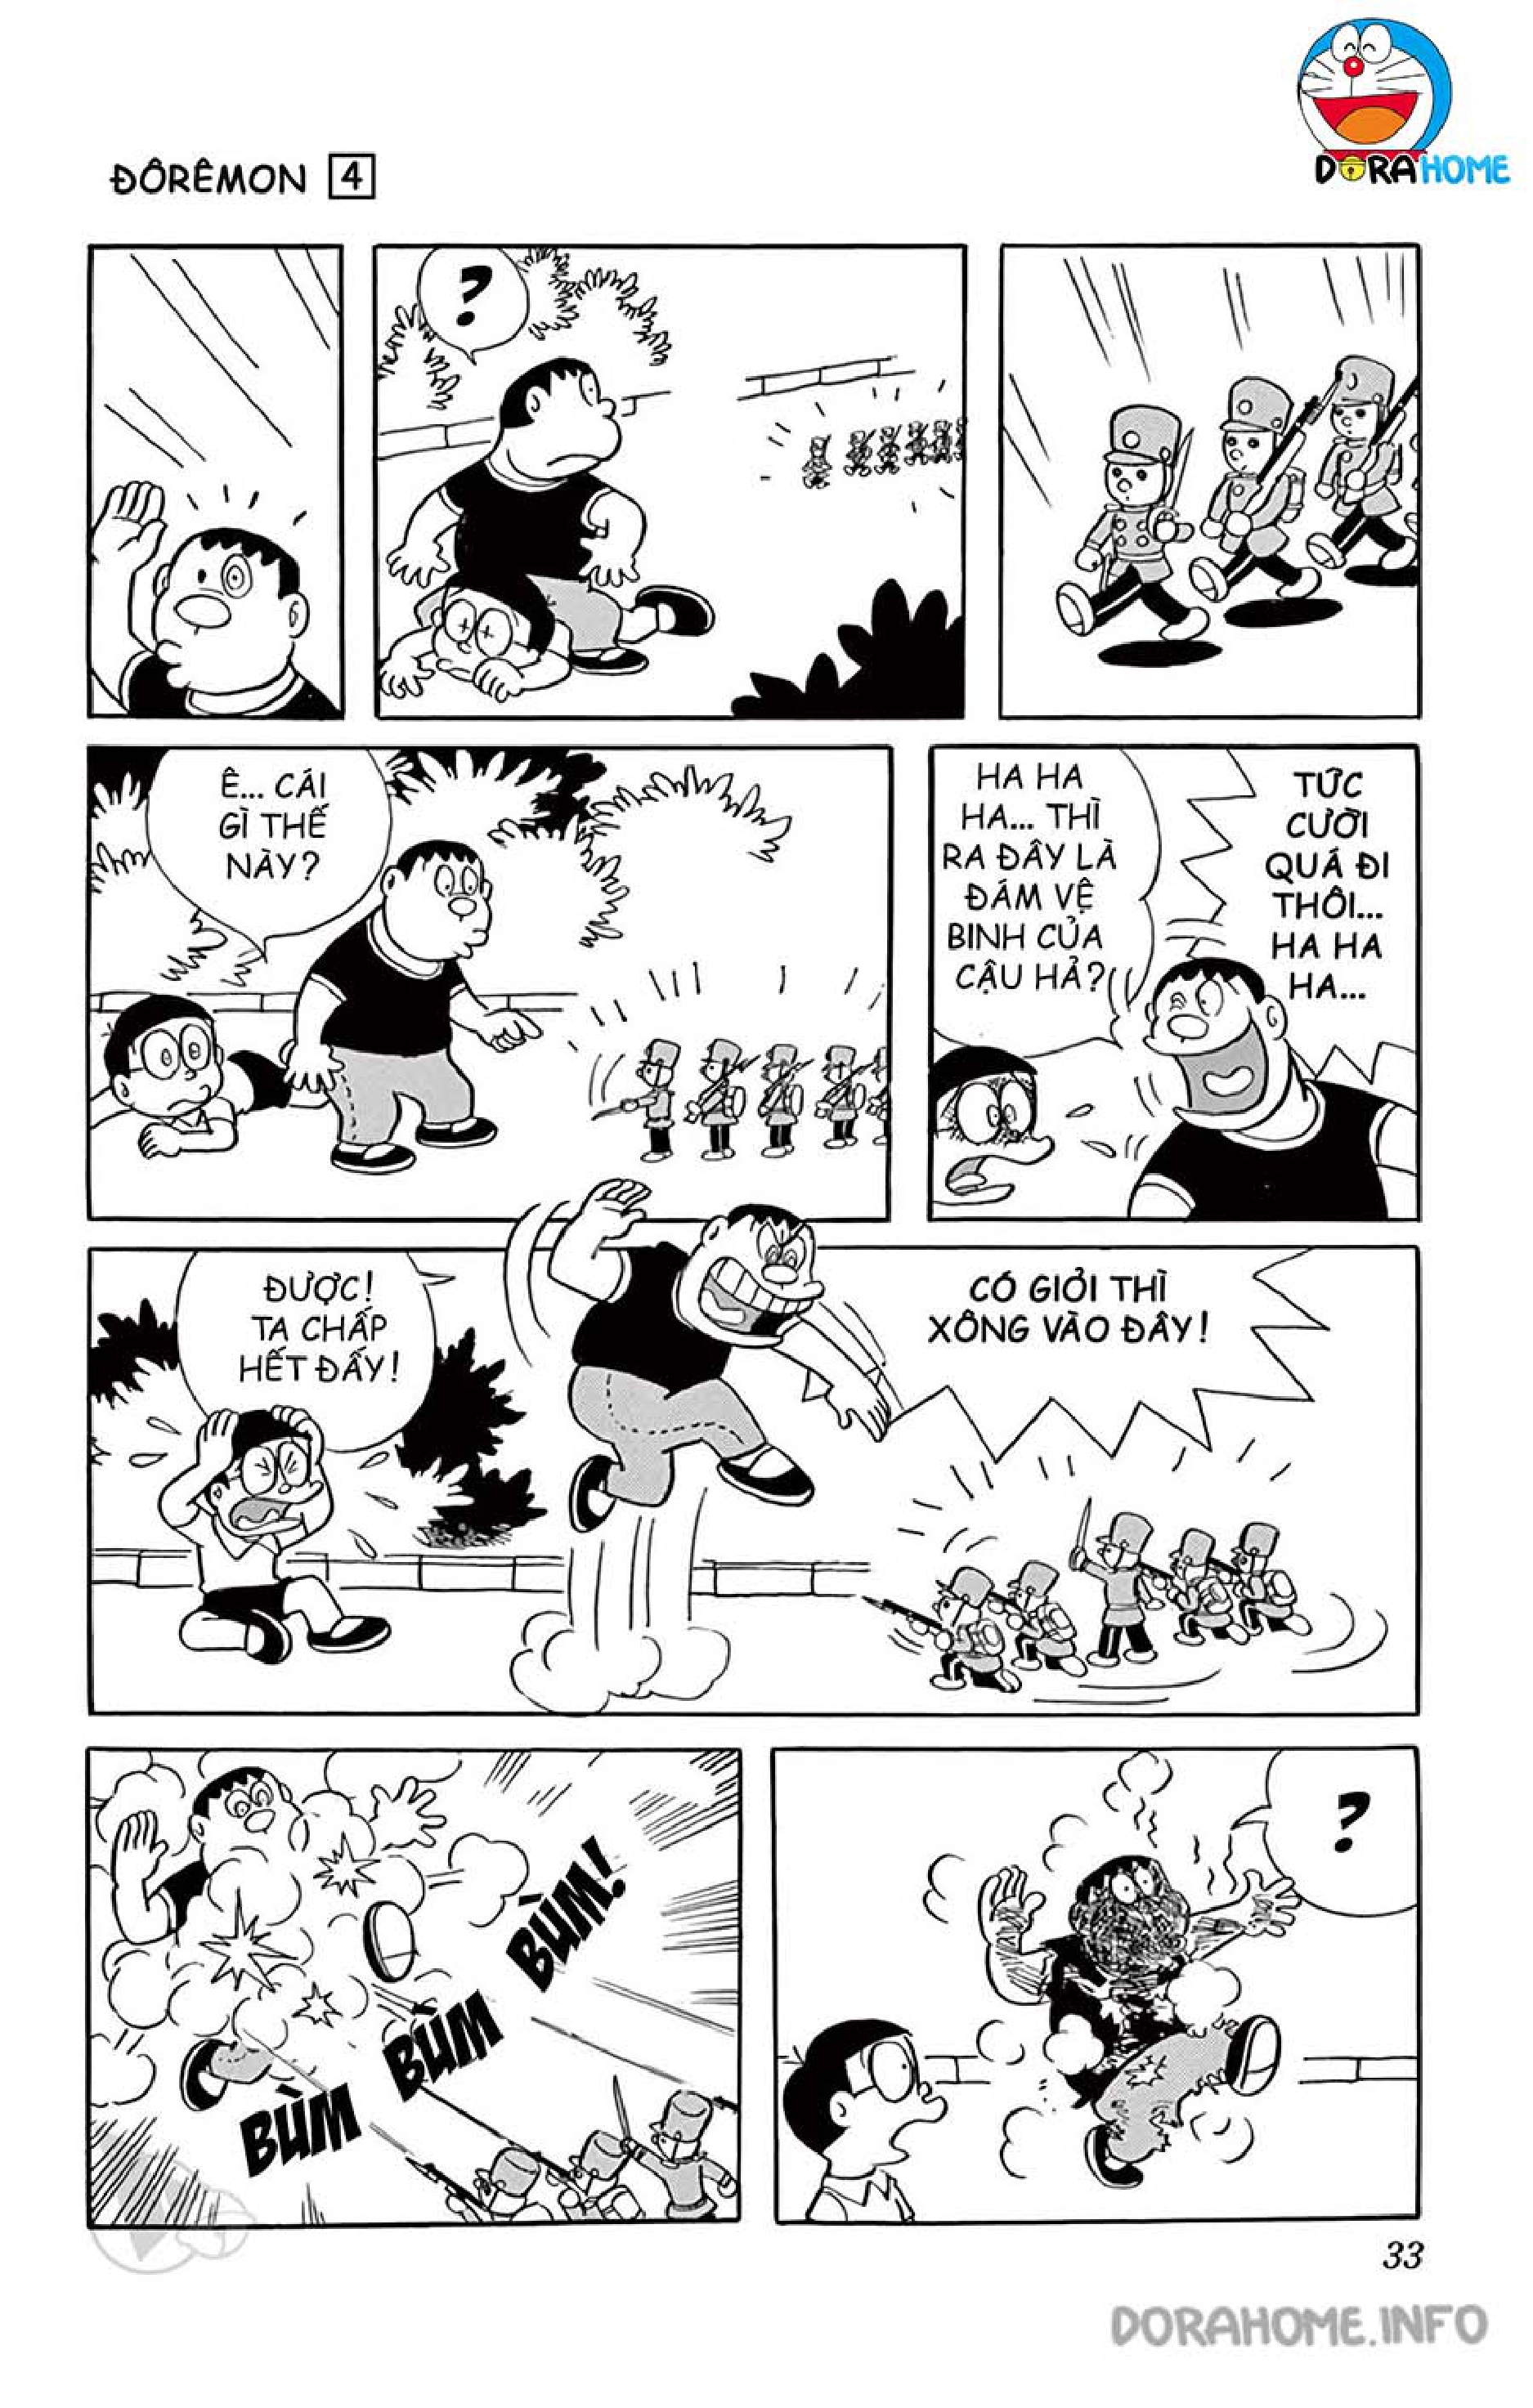 DORAHOME
ĐÔRÊMON 4
?
Ê... CÁI
GÌ THẾ
NÀY?
HA HA
HA... THÌ
RA ĐÂY LÀ
ĐÁM VỆ
BINH CỦA
CẬU HẢ?
TỨC
CƯỜI
QUÁ ĐI
THÔI...
HA HA
HA...
ĐƯỢC!
TA CHẤP
HẾT ĐẤY!
CÓ GIỎI THÌ
XÔNG VÀO ĐÂY!
BÙM
BÙM
BÙM!
?
33
DORAHOME.INFO